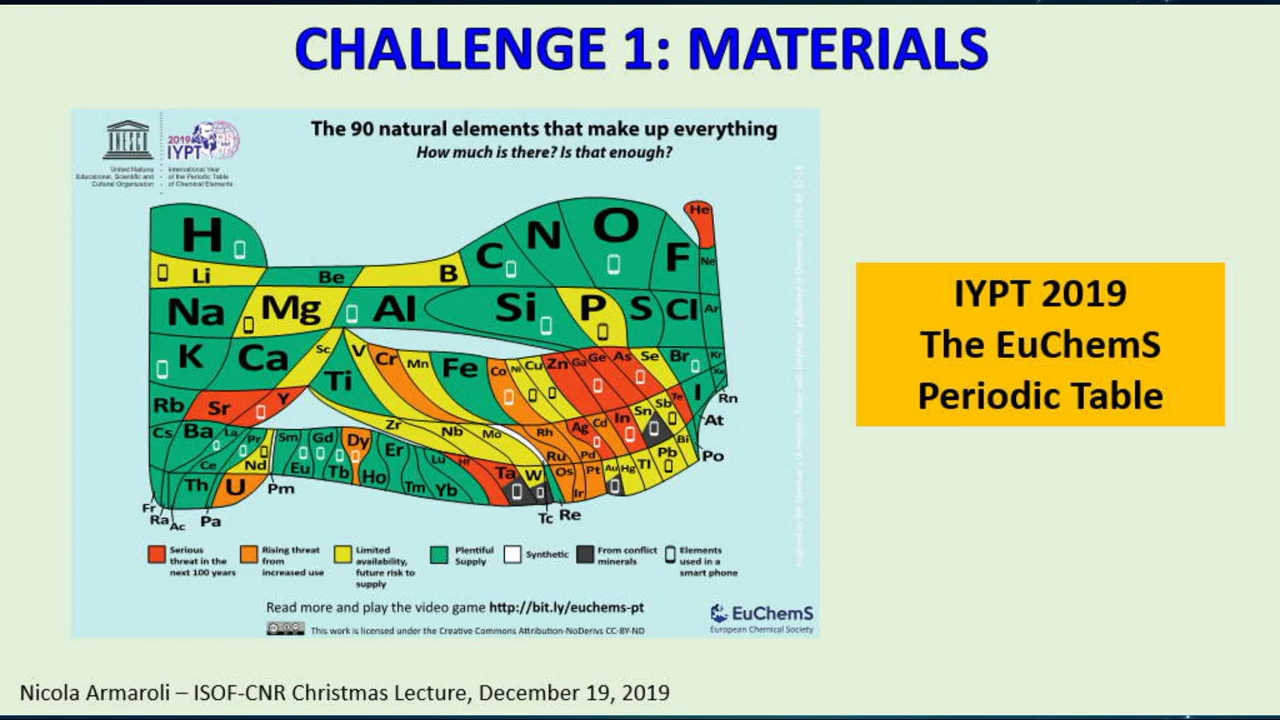 CHALLENGE 1: MATERIALS
UNESCO
2019
IYPT
United Nations
Educational, Scientific and
Cultural Organization
International Year
of the Periodic Table
of Chemical Elements
The 90 natural elements that make up everything
How much is there? Is that enough?
H
He
Li
Be
B
C
N
O
F
Ne
Na
Mg
Al
Si
P
S
Cl
Ar
K
Ca
Sc
Ti
V
Cr
Mn
Fe
Co
Ni
Cu
Zn
Ga
Ge
As
Se
Br
Kr
Rb
Sr
Y
Zr
Nb
Mo
Ru
Rh
Pd
Ag
Cd
In
Sn
Sb
Te
I
Xe
Cs
Ba
La
Ce
Pr
Nd
Pm
Sm
Eu
Gd
Tb
Dy
Ho
Er
Tm
Yb
Lu
Hf
Ta
W
Tc
Re
Os
Ir
Pt
Au
Hg
Tl
Pb
Bi
Po
At
Rn
Fr
Ra
Ac
Th
Pa
U
Serious
threat in the
next 100 years
Rising threat
from
increased use
Limited
availability,
future risk to
supply
Plentiful
Supply
Synthetic
From conflict
minerals
Elements
used in a
smart phone
Read more and play the video game http://bit.ly/euchems-pt
This work is licensed under the Creative Commons Attribution-NoDerivs CC-BY-ND
EuChemS
European Chemical Society
IYPT 2019
The EuChemS
Periodic Table
Nicola Armaroli – ISOF-CNR Christmas Lecture, December 19, 2019